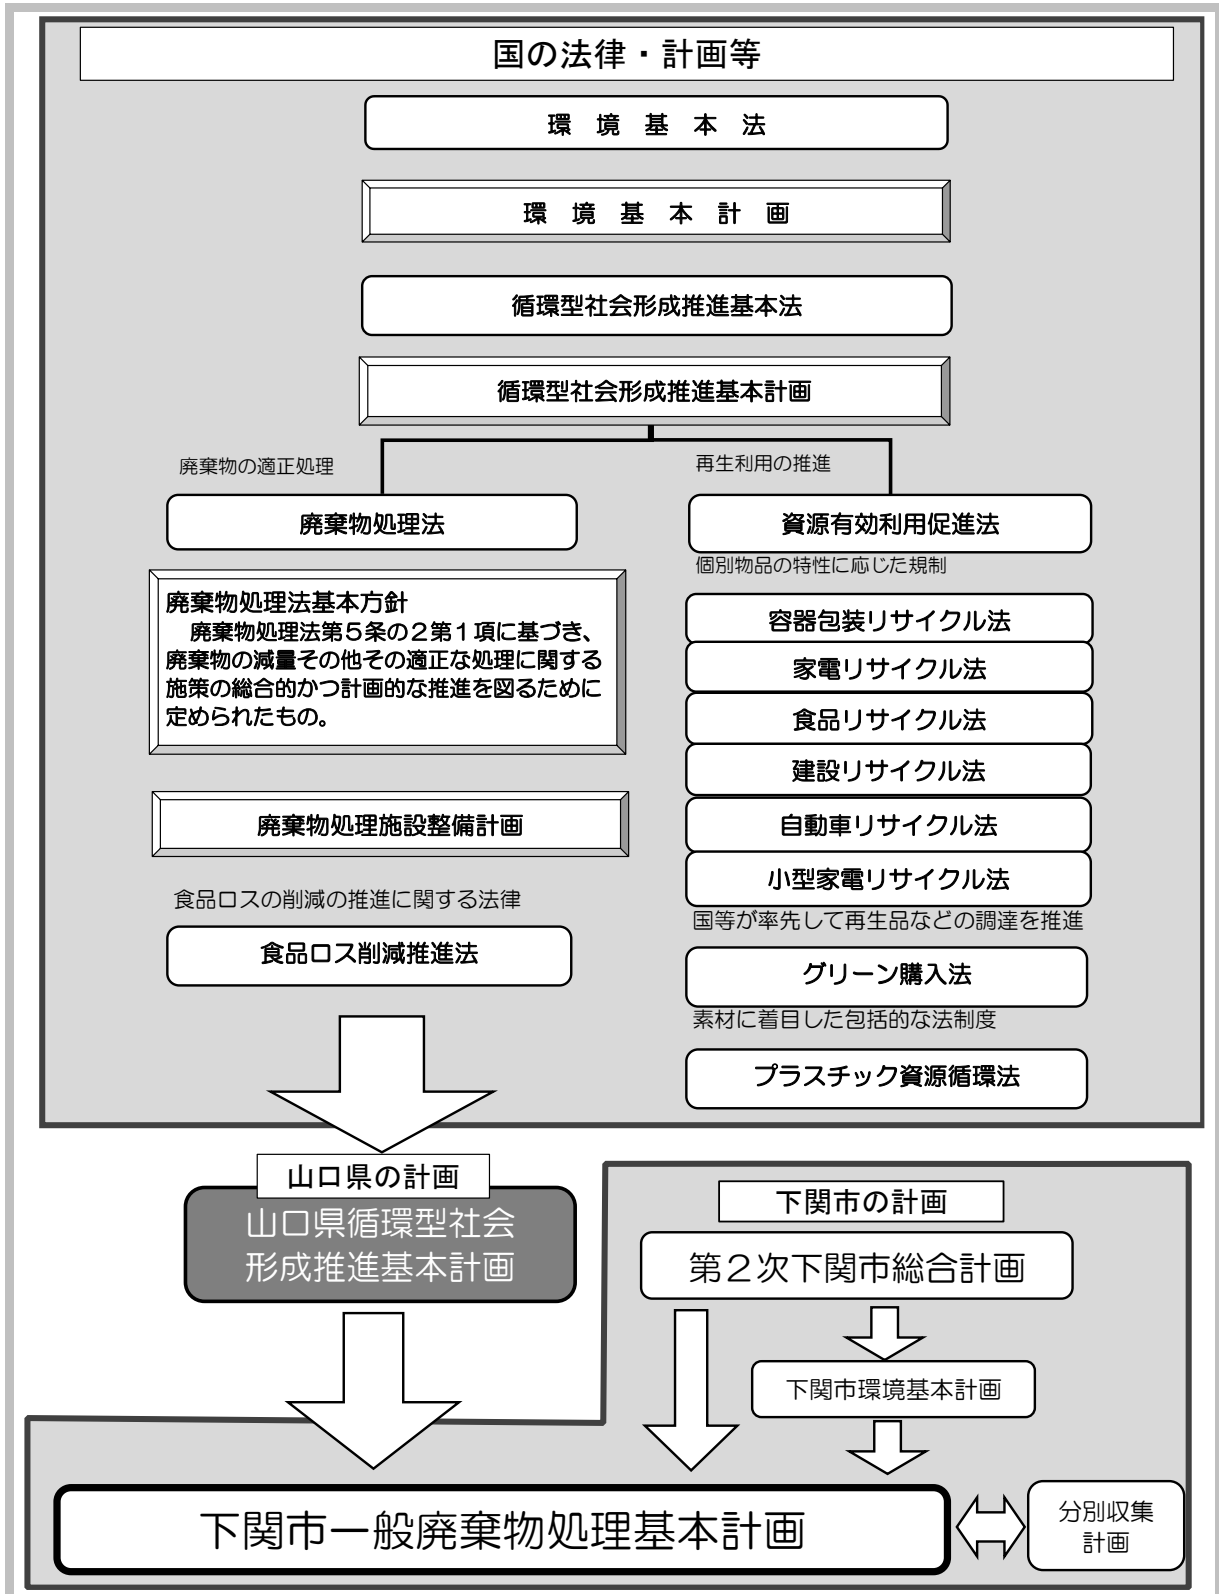 国の法律・計画等
環境基本法
環境基本計画
循環型社会形成推進基本法
循環型社会形成推進基本計画
廃棄物の適正処理
廃棄物処理法
廃棄物処理法基本方針
廃棄物処理法第5条の2第1項に基づき、
廃棄物の減量その他その適正な処理に関する
施策の総合的かつ計画的な推進を図るために
定められたもの。
廃棄物処理施設整備計画
食品ロスの削減の推進に関する法律
食品ロス削減推進法
再生利用の推進
資源有効利用促進法
個別物品の特性に応じた規制
容器包装リサイクル法
家電リサイクル法
食品リサイクル法
建設リサイクル法
自動車リサイクル法
小型家電リサイクル法
国等が率先して再生品などの調達を推進
グリーン購入法
素材に着目した包括的な法制度
プラスチック資源循環法
山口県の計画
山口県循環型社会
形成推進基本計画
下関市の計画
第2次下関市総合計画
下関市環境基本計画
下関市一般廃棄物処理基本計画
分別収集
計画